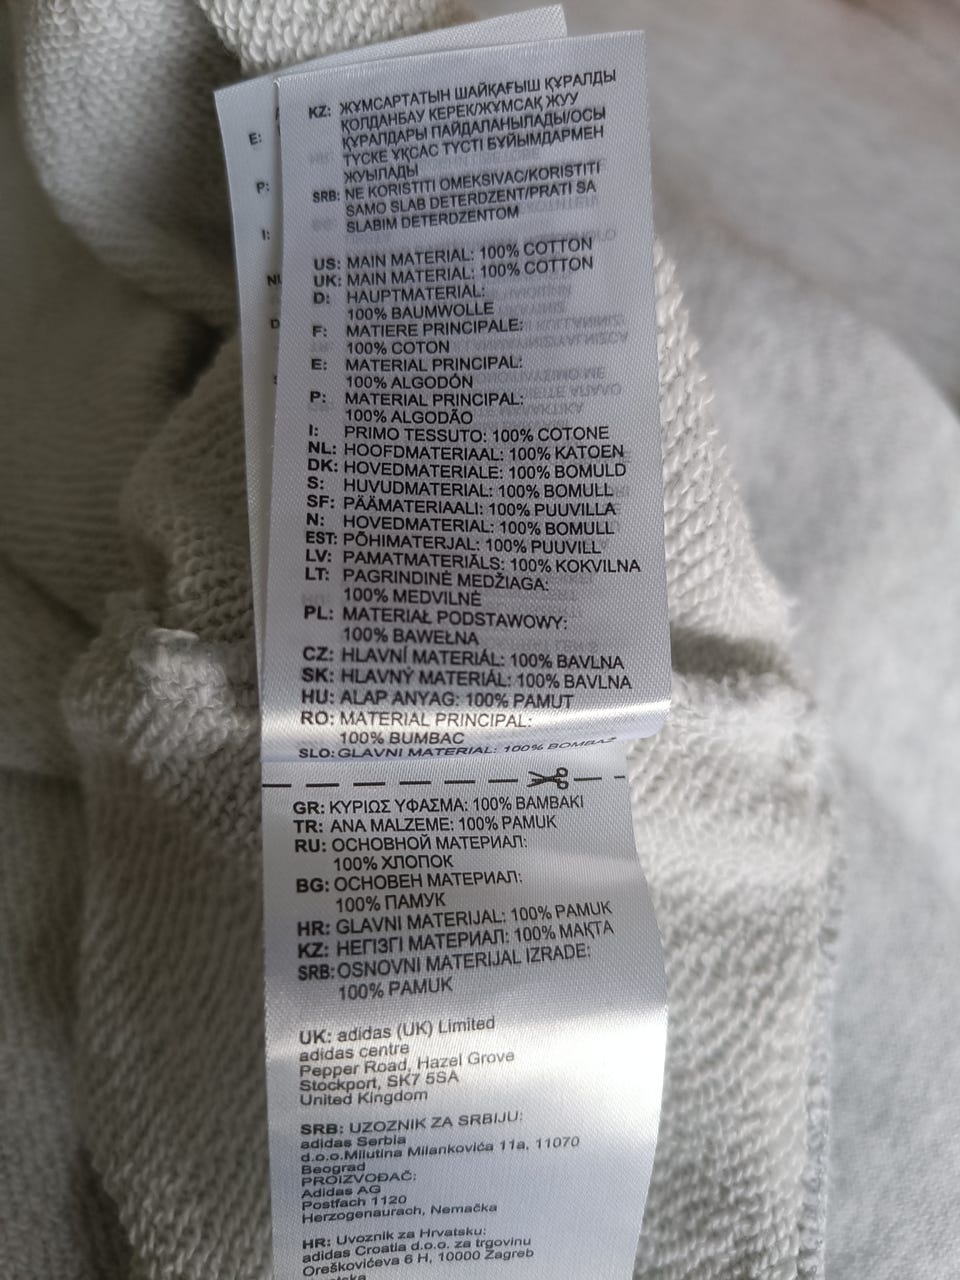 E:
P:
I:
KZ: ЖҰМСАРТАТЫН ШАЙҚАҒЫШ ҚҰРАЛДЫ
ҚОЛДАНБАУ КЕРЕК/ЖҰМСАҚ ЖУУ
ҚҰРАЛДАРЫ ПАЙДАЛАНЫЛАДЫ/ОСЫ
ТҮСКЕ ҰҚСАС ТҮСТІ БҰЙЫМДАРМЕН
ЖУЫЛАДЫ
SRB: NE KORISTITI OMEKSIVAC/KORISTITI
SAMO SLAB DETERDZENT/PRATI SA
SLABIM DETERDZENTOM
US: MAIN MATERIAL: 100% COTTON
UK: MAIN MATERIAL: 100% COTTON
D: HAUPTMATERIAL:
100% BAUMWOLLE
F: MATIERE PRINCIPALE:
100% COTON
E: MATERIAL PRINCIPAL:
100% ALGODÓN
P: MATERIAL PRINCIPAL:
100% ALGODÃO
I: PRIMO TESSUTO: 100% COTONE
NL: HOOFDMATERIAAL: 100% KATOEN
DK: HOVEDMATERIALE: 100% BOMULD
S: HUVUDMATERIAL: 100% BOMULL
SF: PÄÄMATERIAALI: 100% PUUVILLA
N: HOVEDMATERIAL: 100% BOMULL
EST: PÕHIMATERJAL: 100% PUUVILL
LV: PAMATMATERIĀLS: 100% KOKVILNA
LT: PAGRINDINĖ MEDŽIAGA:
100% MEDVILNĖ
PL: MATERIAŁ PODSTAWOWY:
100% BAWEŁNA
CZ: HLAVNÍ MATERIÁL: 100% BAVLNA
SK: HLAVNÝ MATERIÁL: 100% BAVLNA
HU: ALAP ANYAG: 100% PAMUT
RO: MATERIAL PRINCIPAL:
100% BUMBAC
SLO: GLAVNI MATERIAL: 100% BOMBAŽ
GR: ΚΥΡΙΩΣ ΥΦΑΣΜΑ: 100% ΒΑΜΒΑΚΙ
TR: ANA MALZEME: 100% PAMUK
RU: ОСНОВНОЙ МАТЕРИАЛ:
100% ХЛОПОК
BG: ОСНОВЕН МАТЕРИАЛ:
100% ПАМУК
HR: GLAVNI MATERIJAL: 100% PAMUK
KZ: НЕГІЗГІ МАТЕРИАЛ: 100% МАҚТА
SRB: OSNOVNI MATERIJAL IZRADE:
100% PAMUK
UK: adidas (UK) Limited
adidas centre
Pepper Road, Hazel Grove
Stockport, SK7 5SA
United Kingdom
SRB: UZOZNIK ZA SRBIJU:
adidas Serbia
d.o.o.Milutina Milankovića 11a, 11070
Beograd
PROIZVOĐAČ:
Adidas AG
Postfach 1120
Herzogenaurach, Nemačka
HR: Uvoznik za Hrvatsku:
adidas Croatia d.o.o. za trgovinu
Oreškovićeva 6 H, 10000 Zagreb